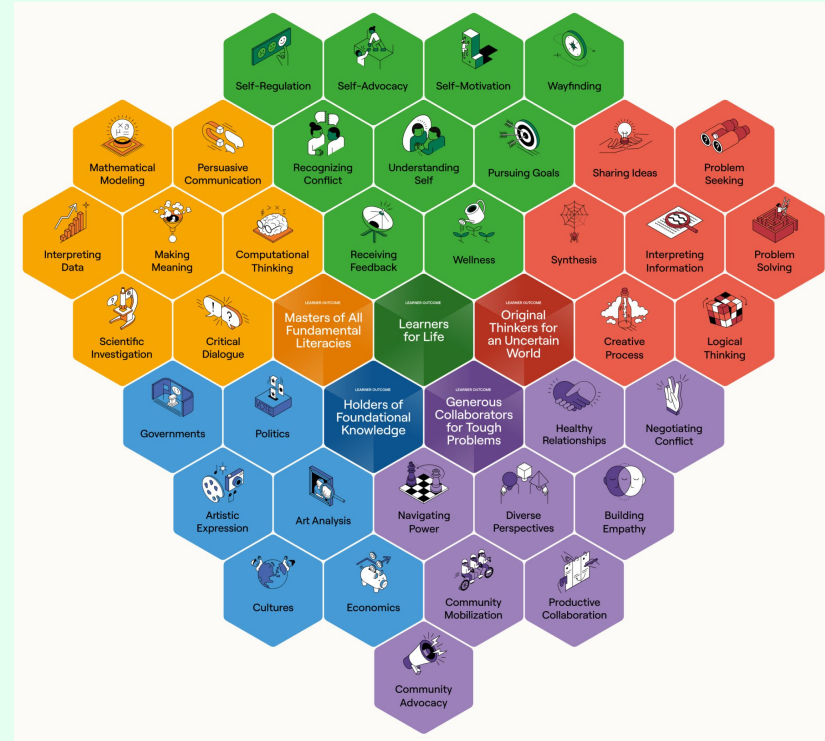 Self-Regulation
Self-Advocacy
Self-Motivation
Wayfinding
Mathematical
Modeling
Persuasive
Communication
Recognizing
Conflict
Understanding
Self
Pursuing Goals
Sharing Ideas
Problem
Seeking
Interpreting
Data
Making
Meaning
Computational
Thinking
Receiving
Feedback
Wellness
Synthesis
Interpreting
Information
Problem
Solving
Scientific
Investigation
Critical
Dialogue
LEARNER OUTCOME
Masters of All
Fundamental
Literacies
LEARNER OUTCOME
Learners
for Life
LEARNER OUTCOME
Original
Thinkers for
an Uncertain
World
Creative
Process
Logical
Thinking
Governments
Politics
LEARNER OUTCOME
Holders of
Foundational
Knowledge
LEARNER OUTCOME
Generous
Collaborators
for Tough
Problems
Healthy
Relationships
Negotiating
Conflict
Artistic
Expression
Art Analysis
Navigating
Power
Diverse
Perspectives
Building
Empathy
Cultures
Economics
Community
Mobilization
Productive
Collaboration
Community
Advocacy